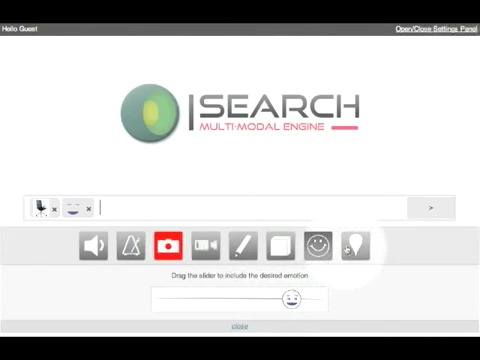 Hello Guest
Open/Close Settings Panel
|SEARCH
MULTI-MODAL ENGINE
x
x
>
Drag the slider to include the desired emotion
close